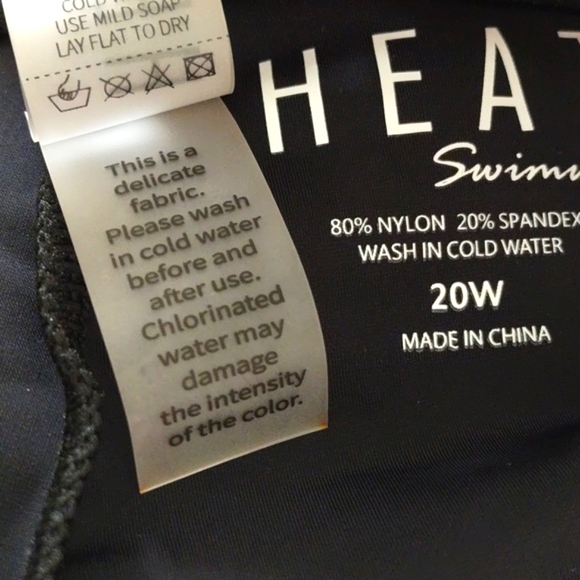 COLD
USE MILD SOAP
LAY FLAT TO DRY
This is a
delicate
fabric.
Please wash
in cold water
before and
after use.
Chlorinated
water may
damage
the intensity
of the color.
HEAT
80% NYLON 20% SPANDEX
WASH IN COLD WATER
20W
MADE IN CHINA